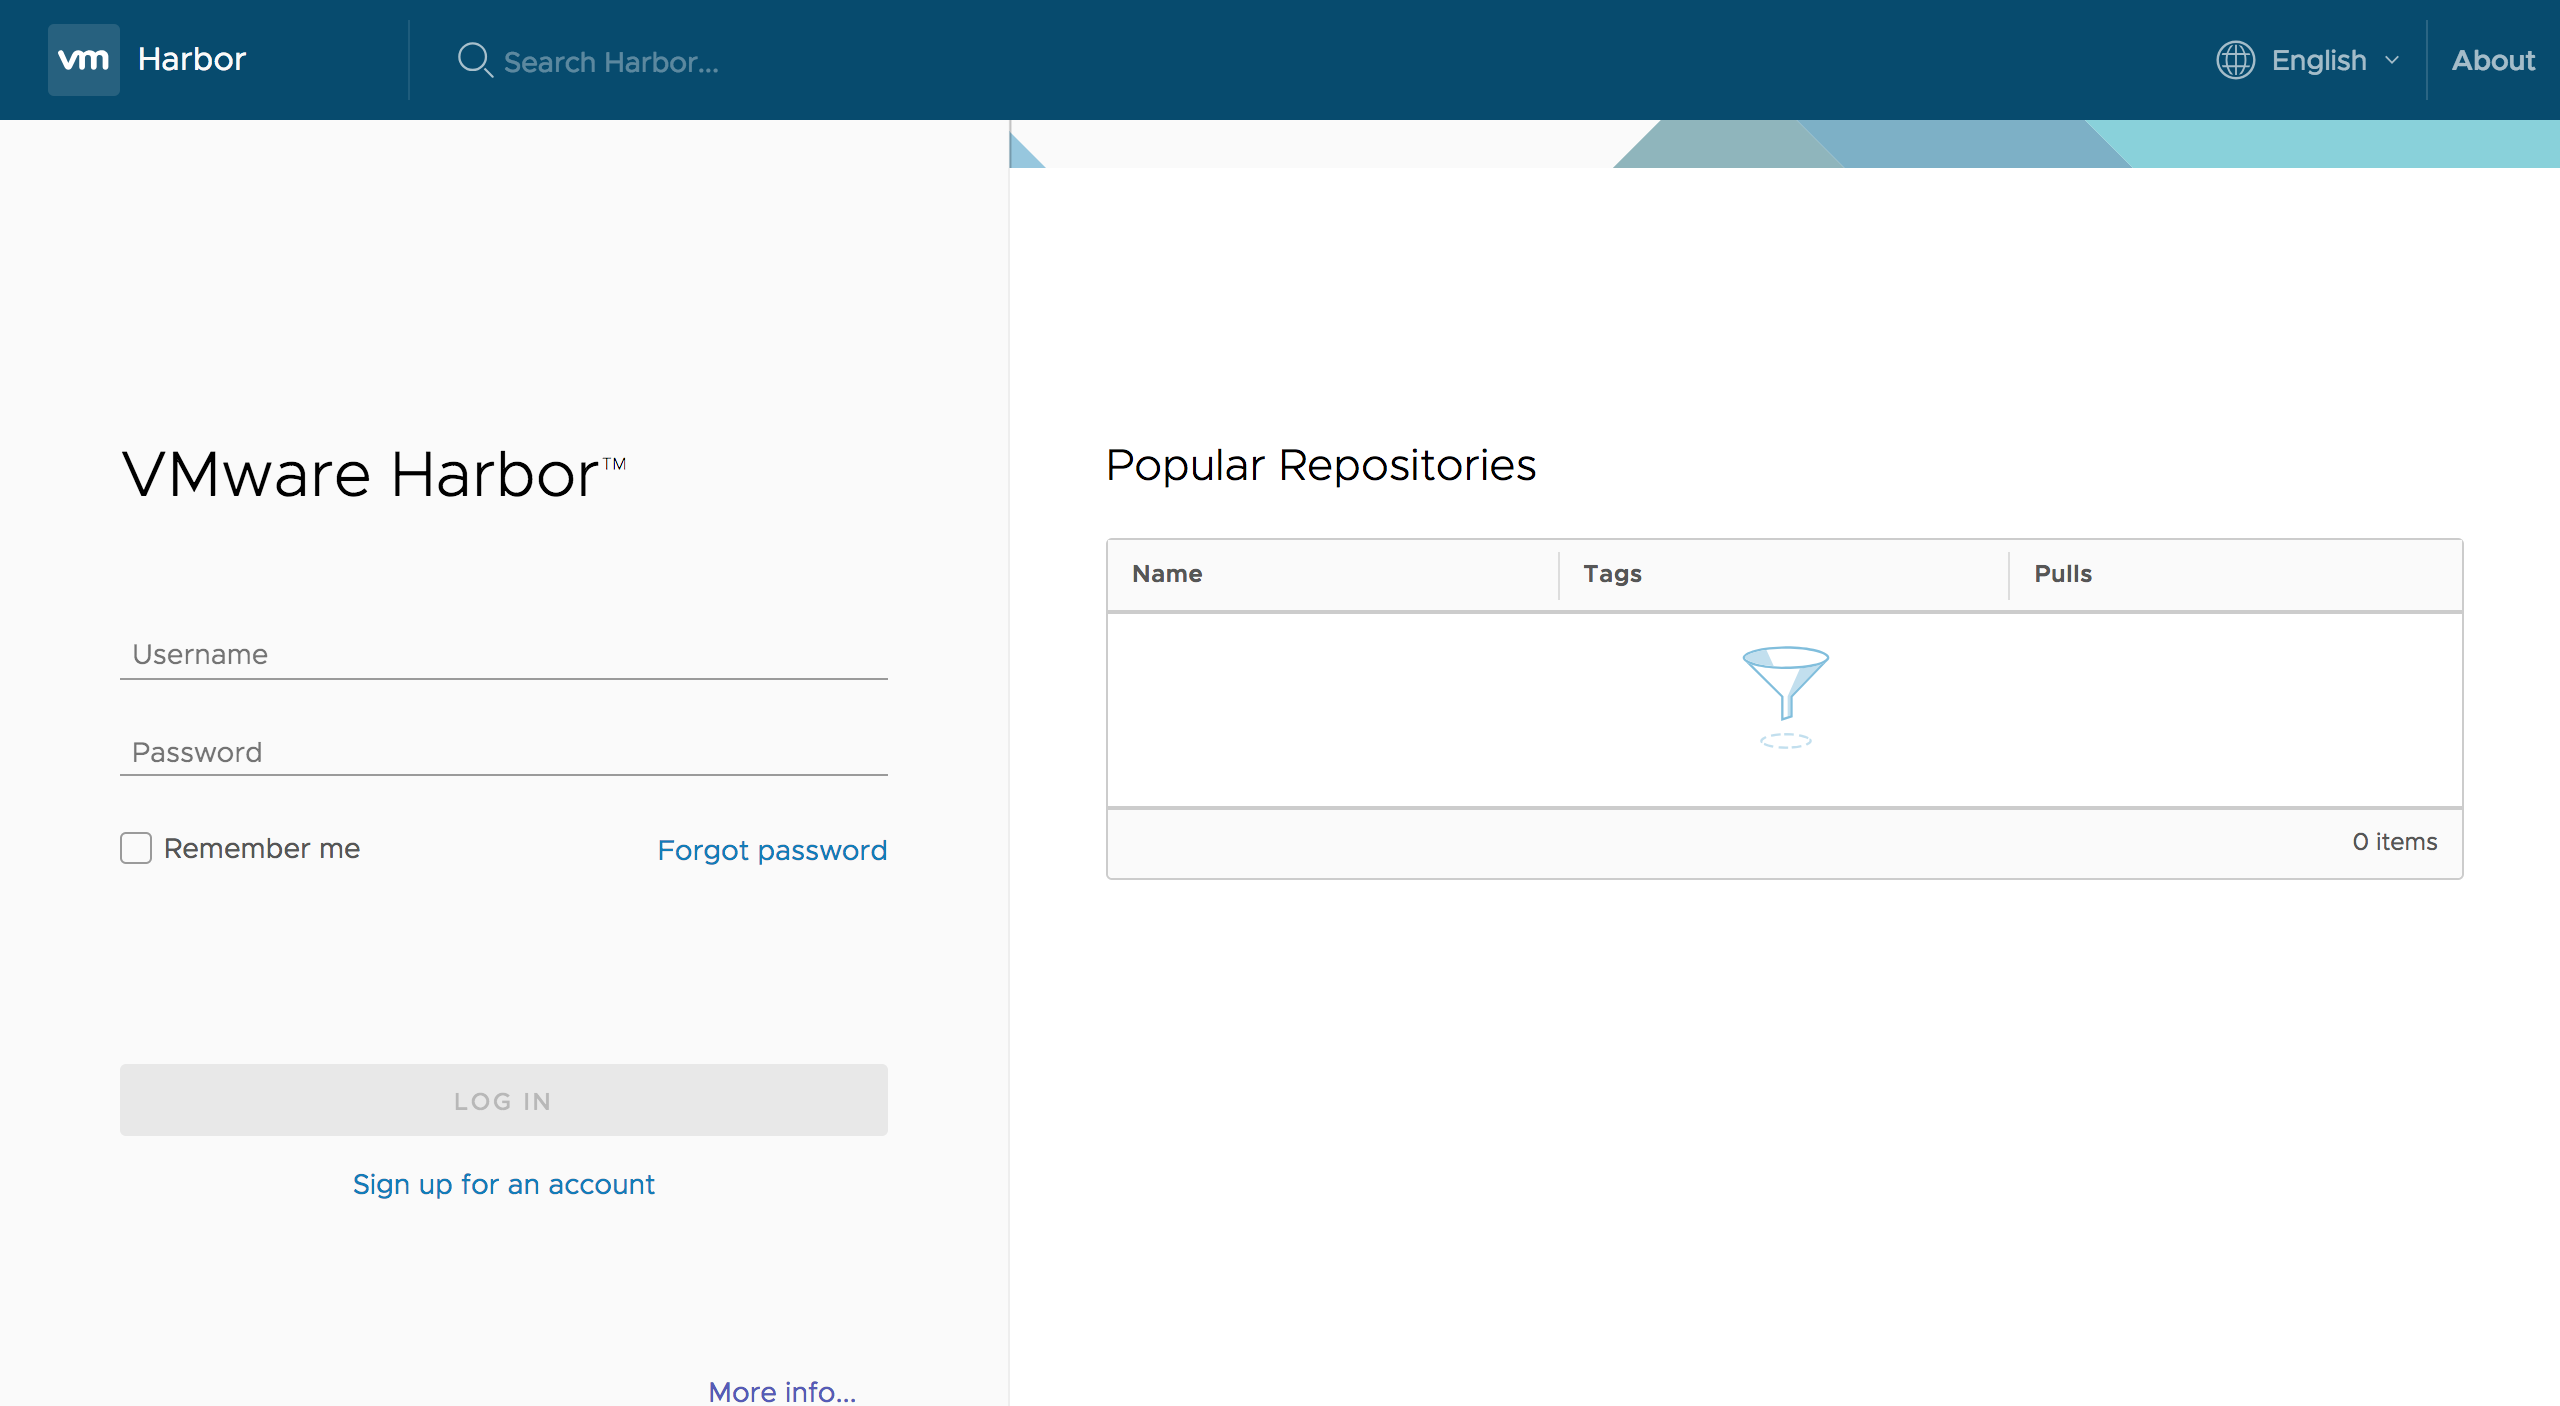 vm Harbor
Search Harbor...
English
About
VMware Harbor™
Username
Password
Remember me
Forgot password
LOG IN
Sign up for an account
More info...
Popular Repositories
Name Tags Pulls
0 items